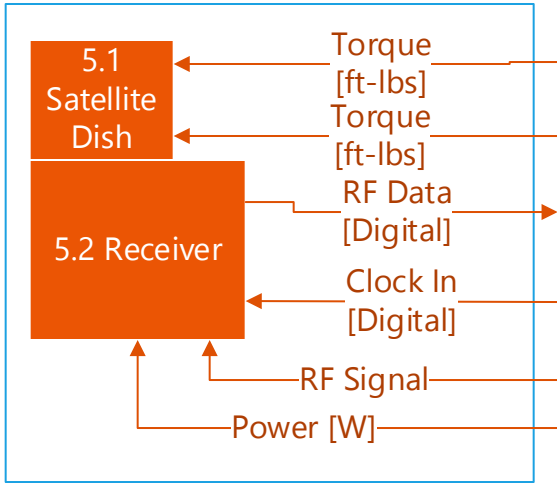 5.1
Satellite
Dish
Torque
[ft-lbs]
Torque
[ft-lbs]
RF Data
[Digital]
5.2 Receiver
Clock In
[Digital]
RF Signal
Power [W]